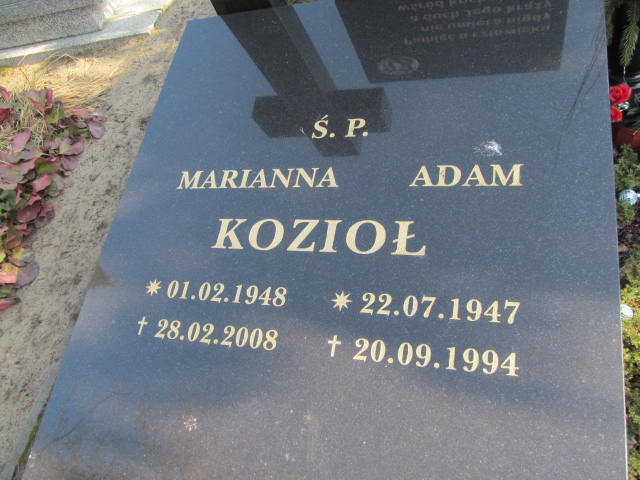 Ś. P.
MARIANNA ADAM
KOZIOŁ
* 01.02.1948 * 22.07.1947
† 28.02.2008 † 20.09.1994